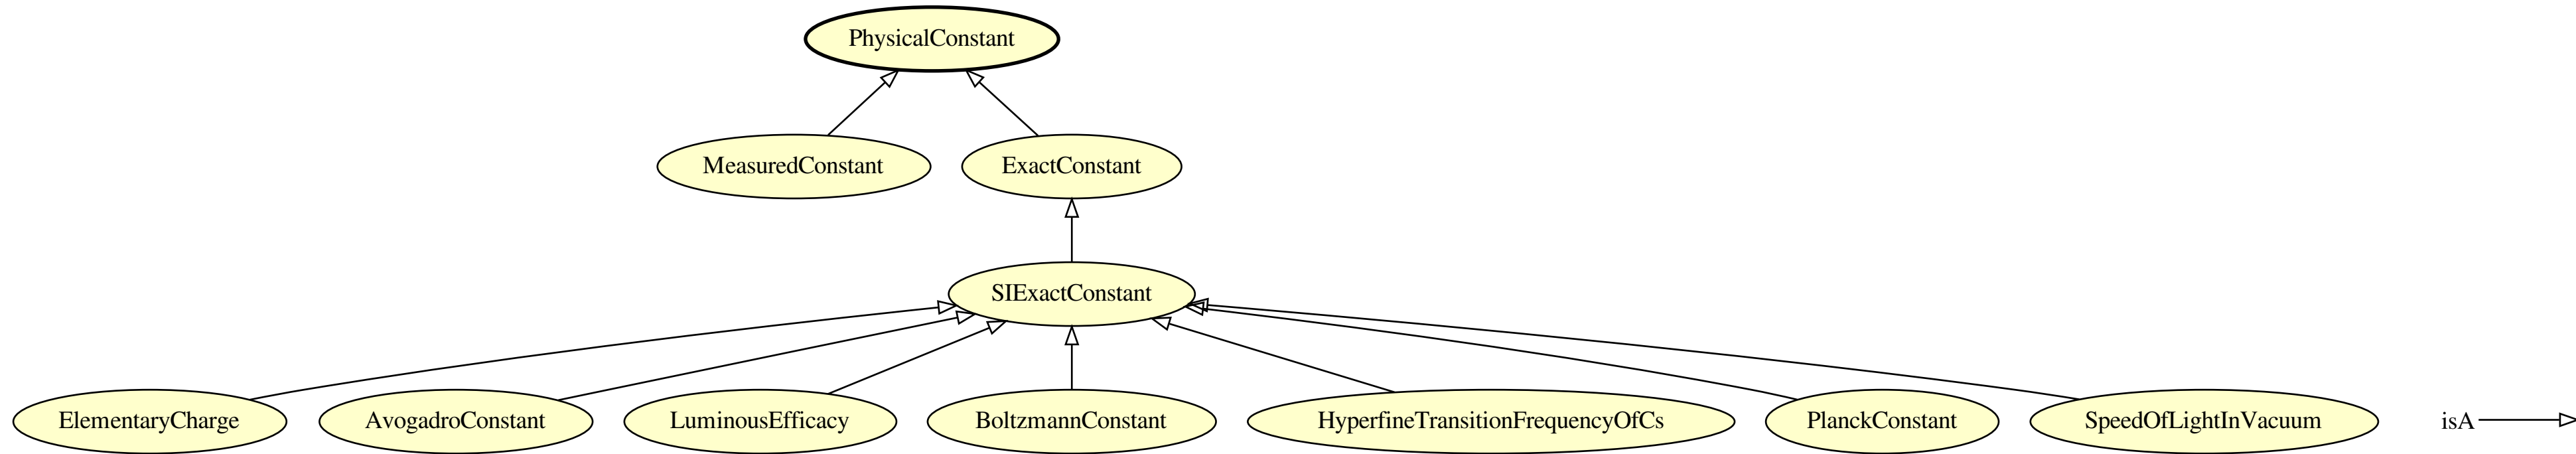 PhysicalConstant
MeasuredConstant
ExactConstant
SIExactConstant
ElementaryCharge
AvogadroConstant
LuminousEfficacy
BoltzmannConstant
HyperfineTransitionFrequencyOfCs
PlanckConstant
SpeedOfLightInVacuum
isA